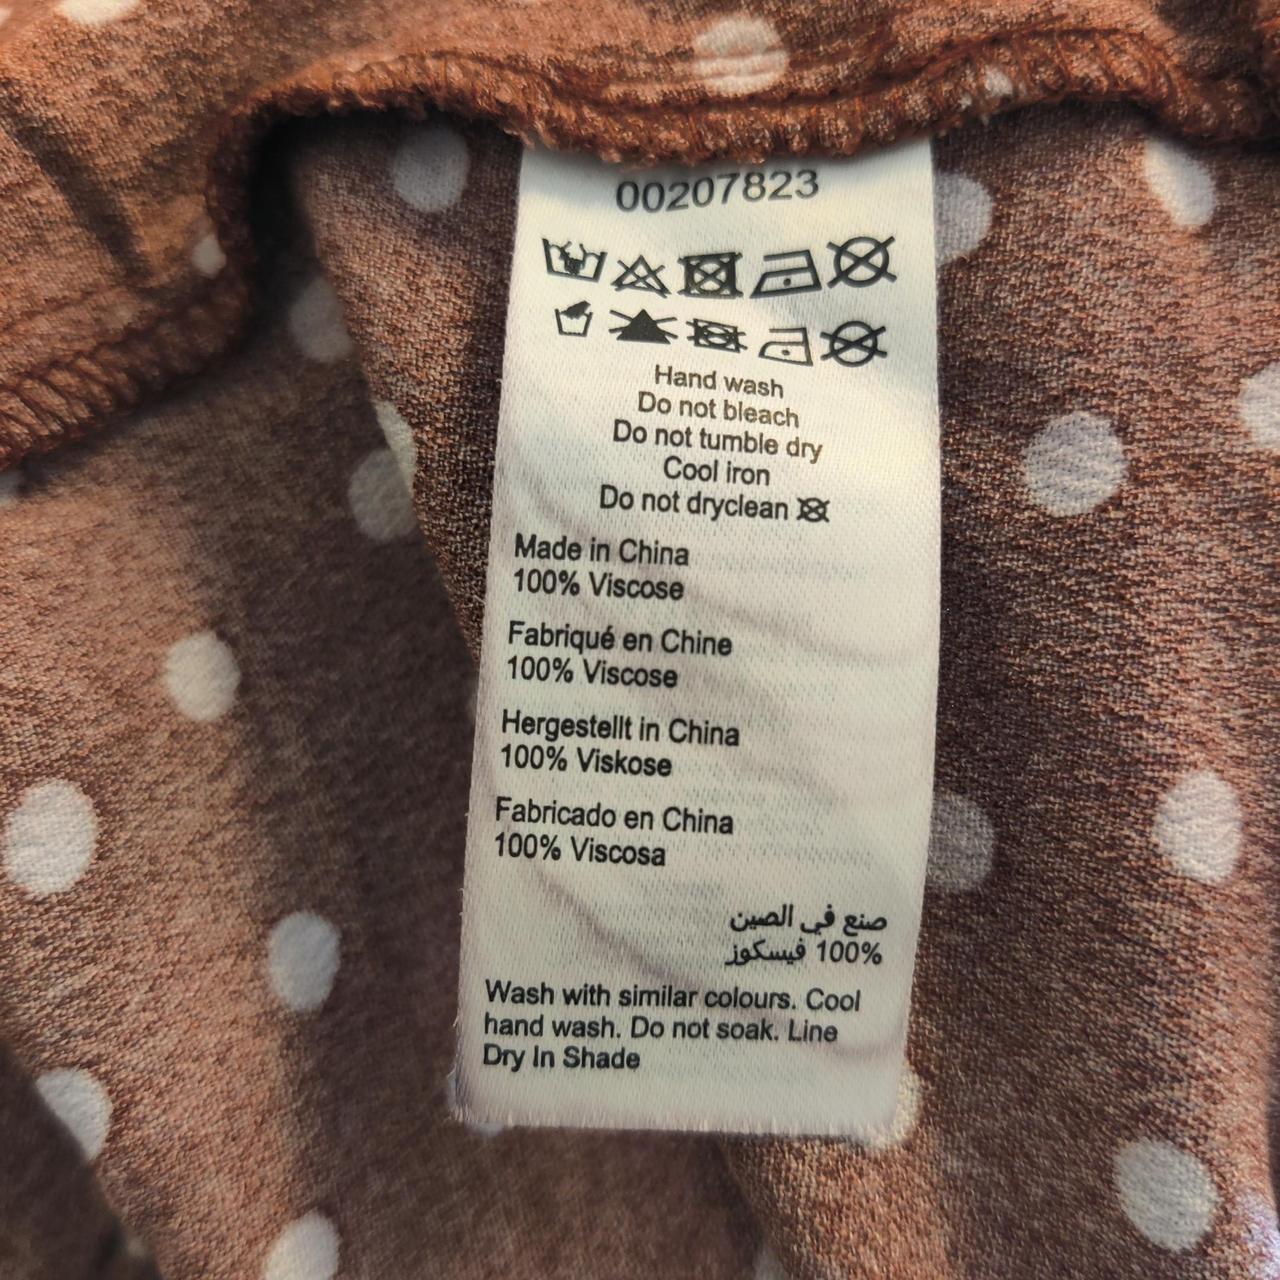 00207823
Hand wash
Do not bleach
Do not tumble dry
Cool iron
Do not dryclean
Made in China
100% Viscose
Fabriqué en Chine
100% Viscose
Hergestellt in China
100% Viskose
Fabricado en China
100% Viscosa
صنع في الصين
100% فيسكوز
Wash with similar colours. Cool
hand wash. Do not soak. Line
Dry In Shade